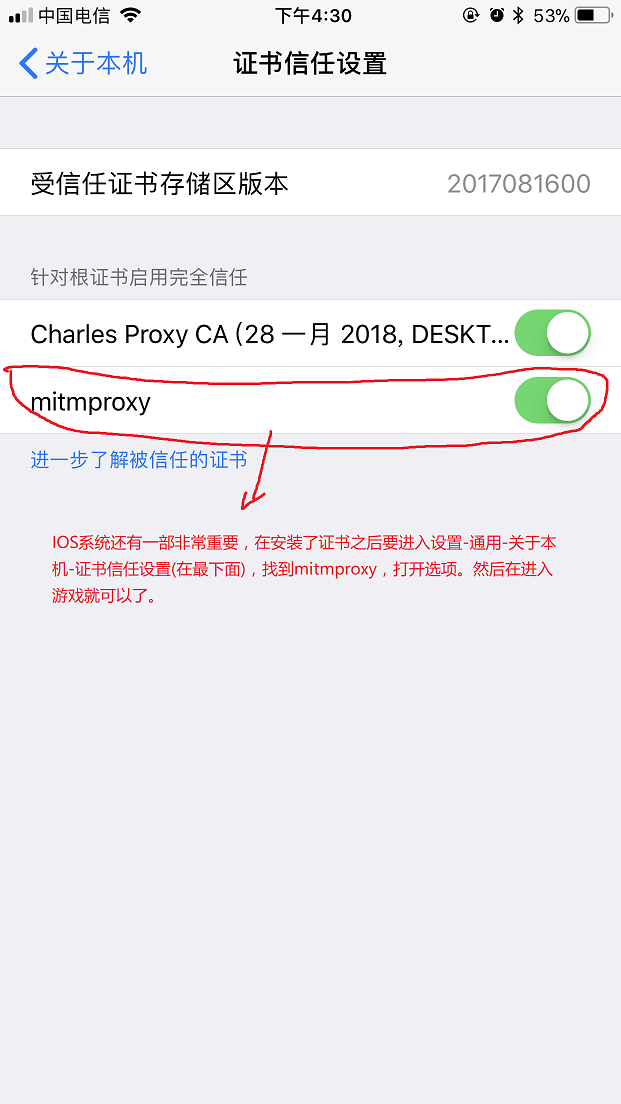 中国电信 下午4:30 53%
关于本机 证书信任设置
受信任证书存储区版本 2017081600
针对根证书启用完全信任
Charles Proxy CA (28 一月 2018, DESKT...
mitmproxy
进一步了解被信任的证书
IOS系统还有一部非常重要，在安装了证书之后要进入设置-通用-关于本
机-证书信任设置(在最下面)，找到mitmproxy，打开选项。然后在进入
游戏就可以了。